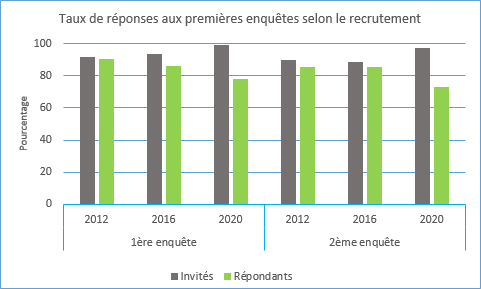 Taux de réponses aux premières enquêtes selon le recrutement
Pourcentage
100
80
60
40
20
0
2012 2016 2020 2012 2016 2020
1ère enquête 2ème enquête
Invités Répondants